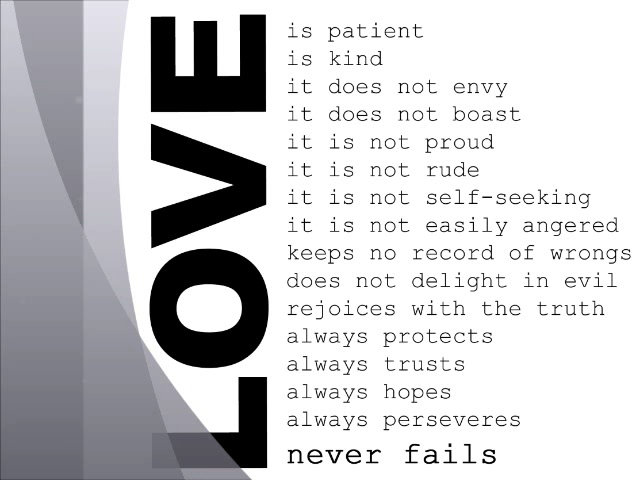 LOVE
is patient
is kind
it does not envy
it does not boast
it is not proud
it is not rude
it is not self-seeking
it is not easily angered
keeps no record of wrongs
does not delight in evil
rejoices with the truth
always protects
always trusts
always hopes
always perseveres
never fails